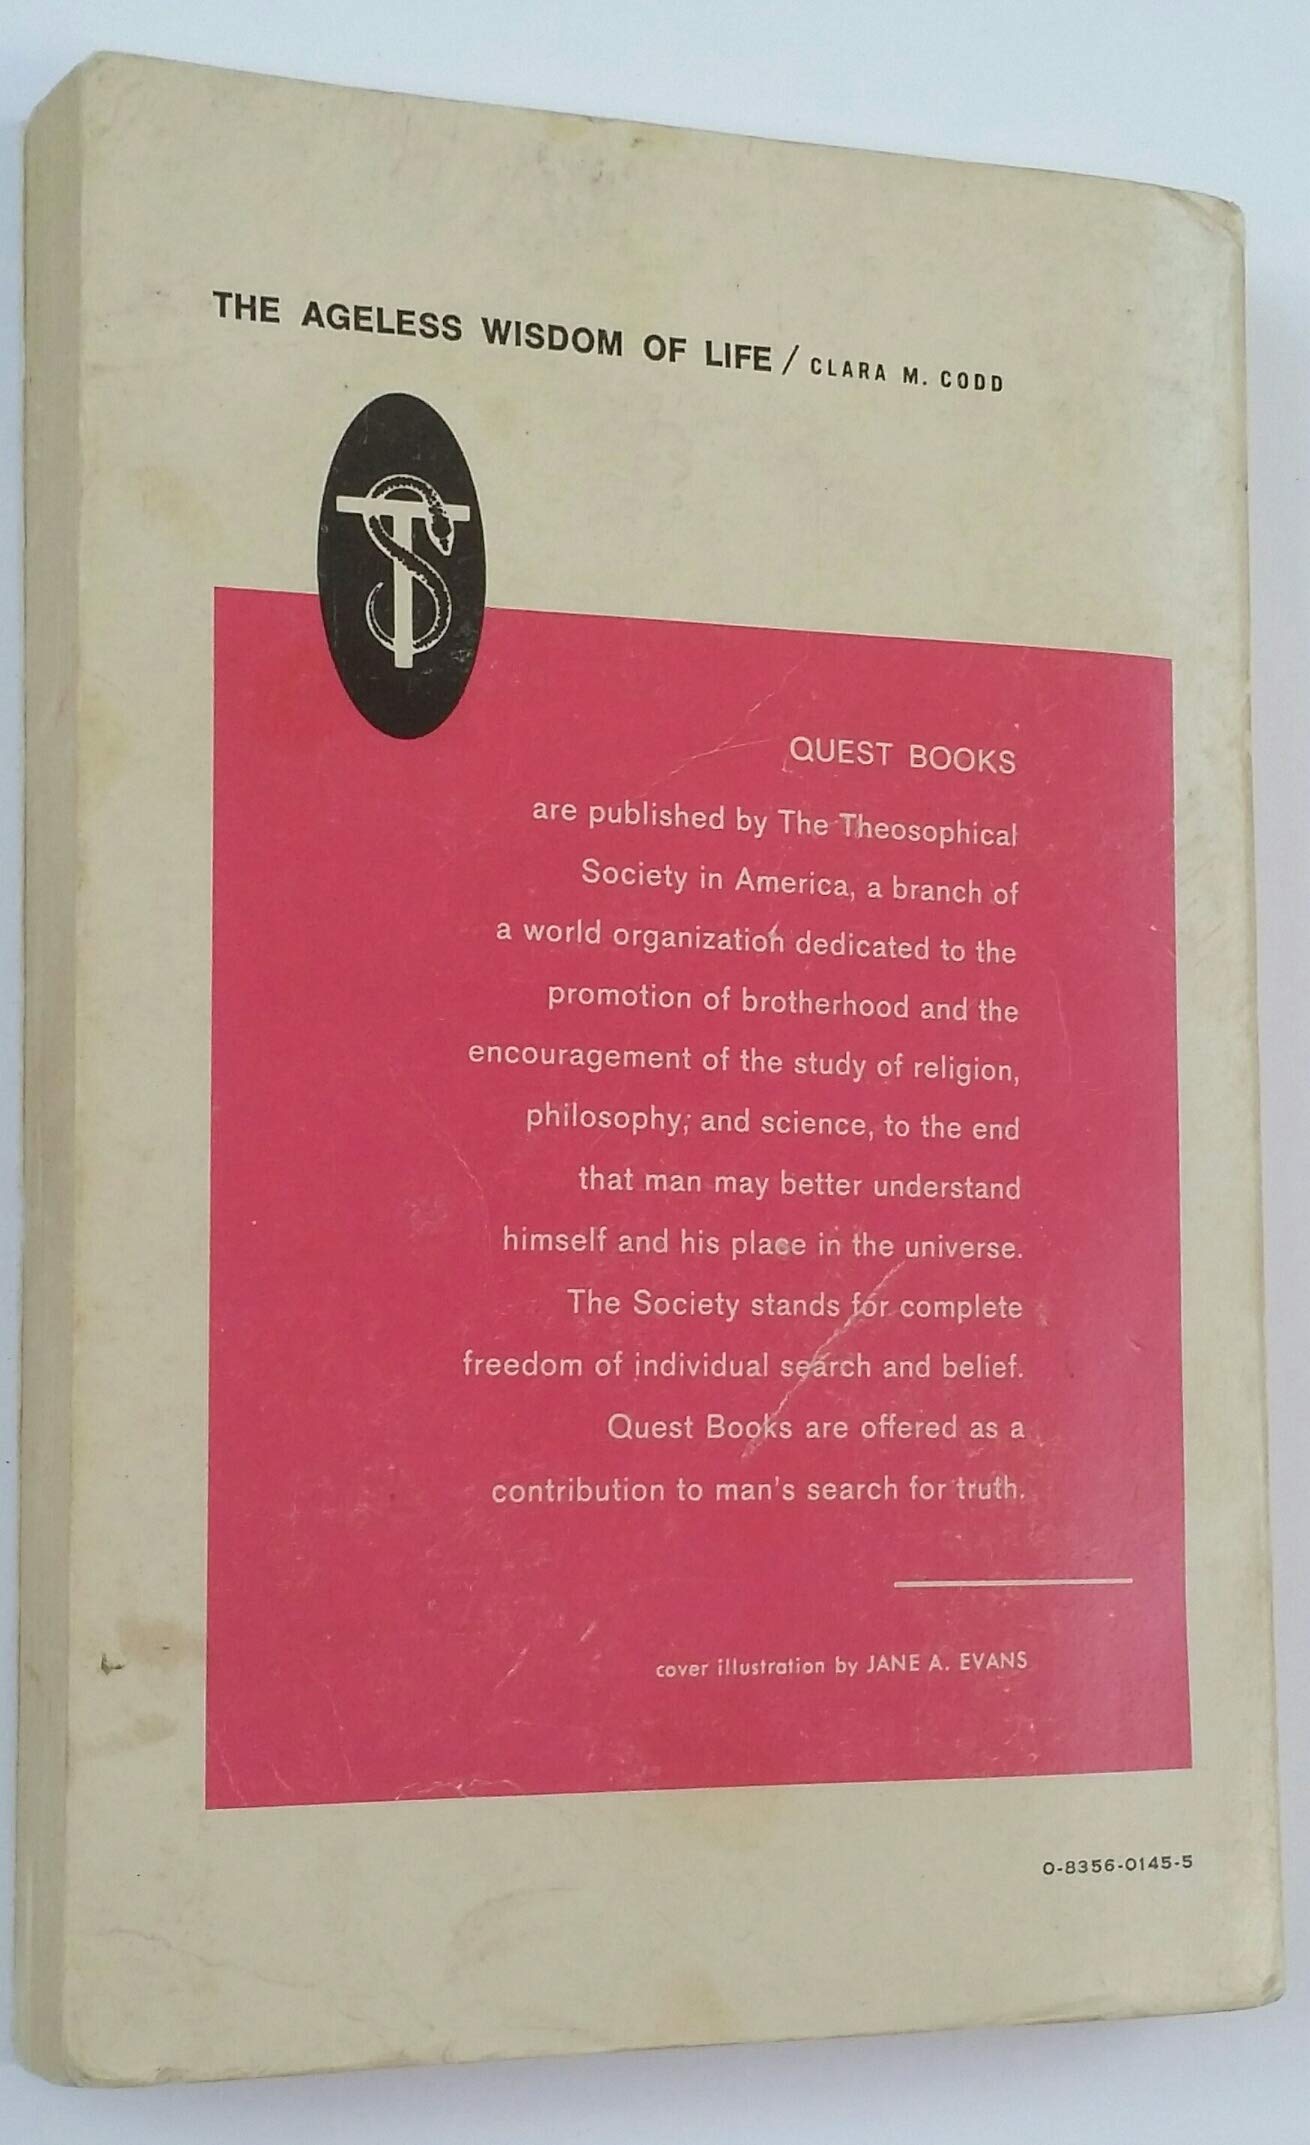 THE AGELESS WISDOM OF LIFE / CLARA M. CODD
TS
QUEST BOOKS
are published by The Theosophical
Society in America, a branch of
a world organization dedicated to the
promotion of brotherhood and the
encouragement of the study of religion,
philosophy, and science, to the end
that man may better understand
himself and his place in the universe.
The Society stands for complete
freedom of individual search and belief.
Quest Books are offered as a
contribution to man's search for truth.
cover illustration by JANE A. EVANS
0-8356-0145-5